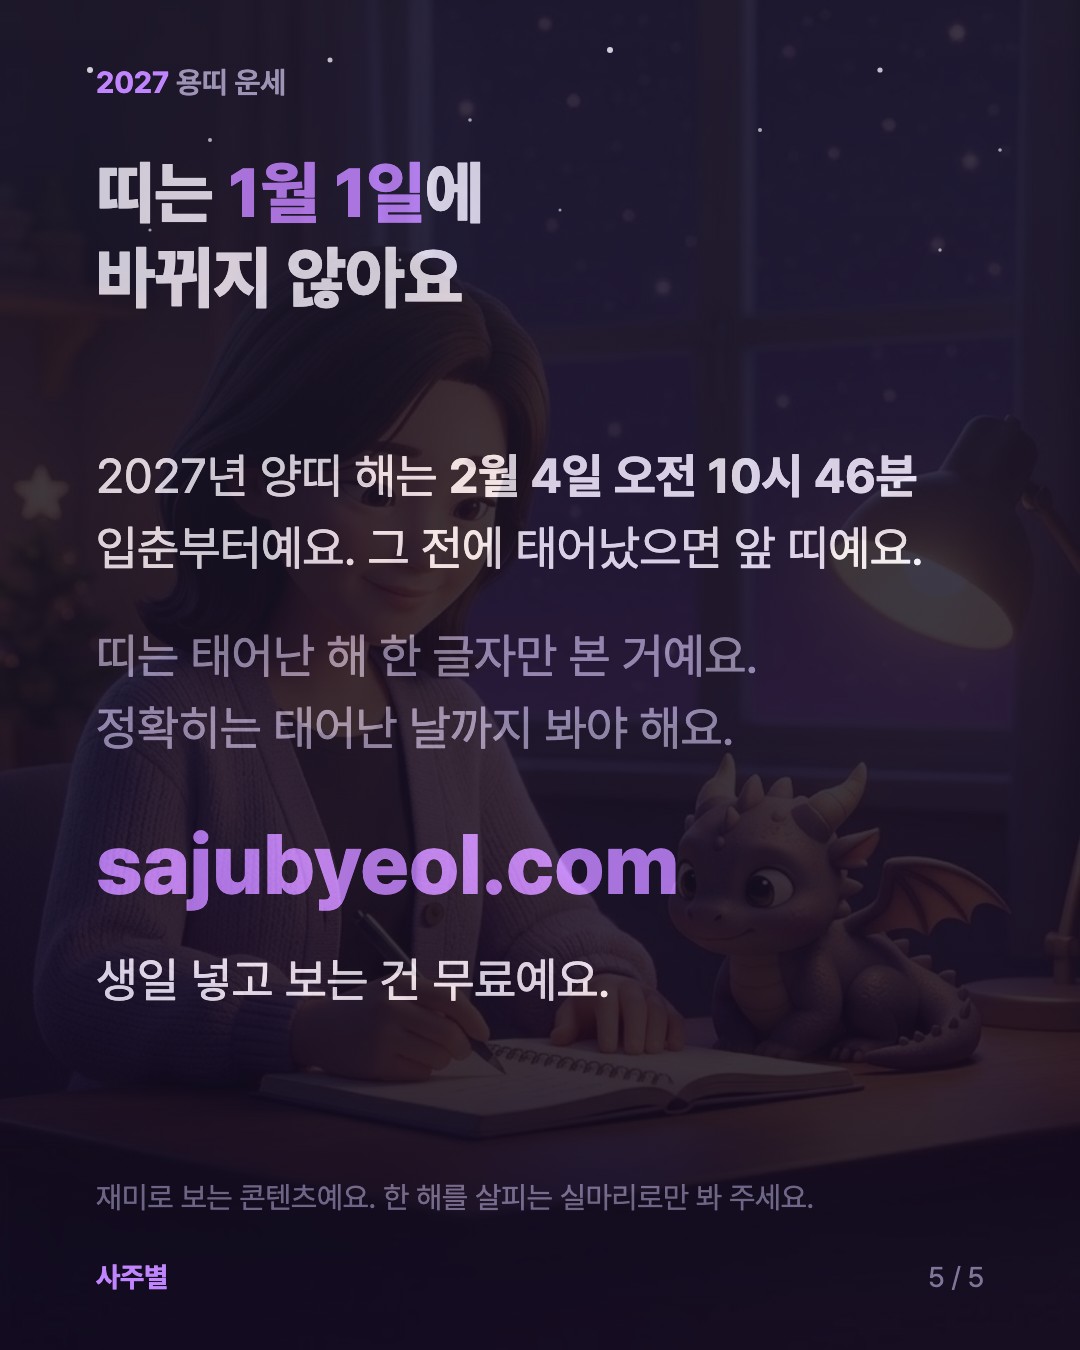 2027 용띠 운세
띠는 1월 1일에
바뀌지 않아요
2027년 양띠 해는 2월 4일 오전 10시 46분
입춘부터예요. 그 전에 태어났으면 앞 띠예요.
띠는 태어난 해 한 글자만 본 거예요.
정확히는 태어난 날까지 봐야 해요.
sajubyeol.com
생일 넣고 보는 건 무료예요.
재미로 보는 콘텐츠예요. 한 해를 살피는 실마리로만 봐 주세요.
사주별
5 / 5